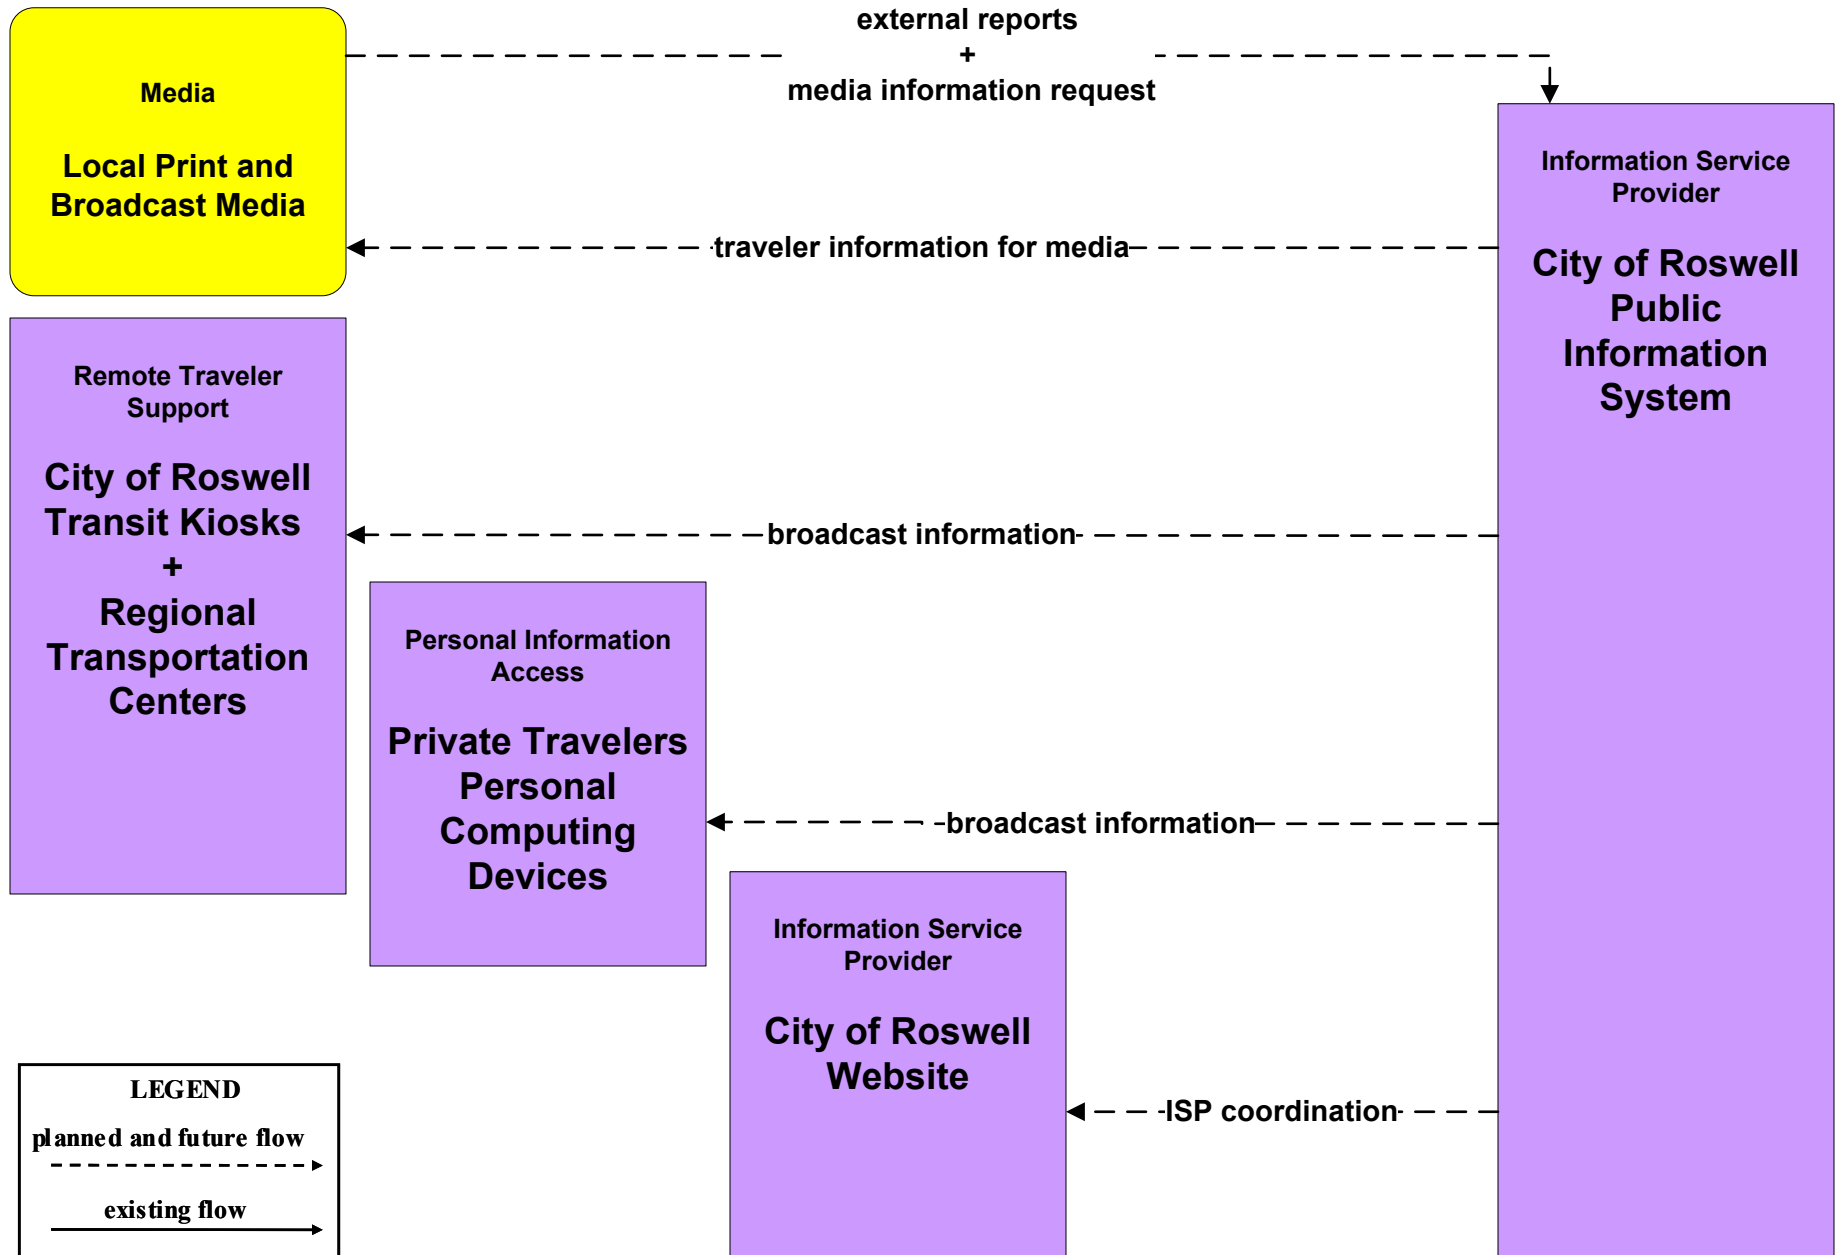 external reports
+
media information request
Media
Local Print and
Broadcast Media
traveler information for media
Information Service
Provider
City of Roswell
Public
Information
System
Remote Traveler
Support
City of Roswell
Transit Kiosks
+
Regional
Transportation
Centers
broadcast information
Personal Information
Access
Private Travelers
Personal
Computing
Devices
broadcast information
Information Service
Provider
City of Roswell
Website
ISP coordination
LEGEND
planned and future flow
existing flow